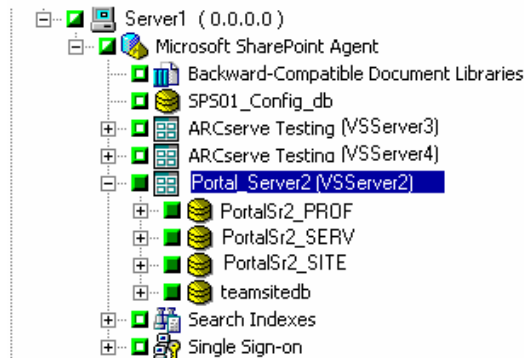 Server1 (0.0.0.0)
Microsoft SharePoint Agent
Backward-Compatible Document Libraries
SPS01_Config_db
ARCserve Testing (VSServer3)
ARCserve Testing (VSServer4)
Portal_Server2 (VSServer2)
PortalSr2_PROF
PortalSr2_SERV
PortalSr2_SITE
teamsitedb
Search Indexes
Single Sign-on